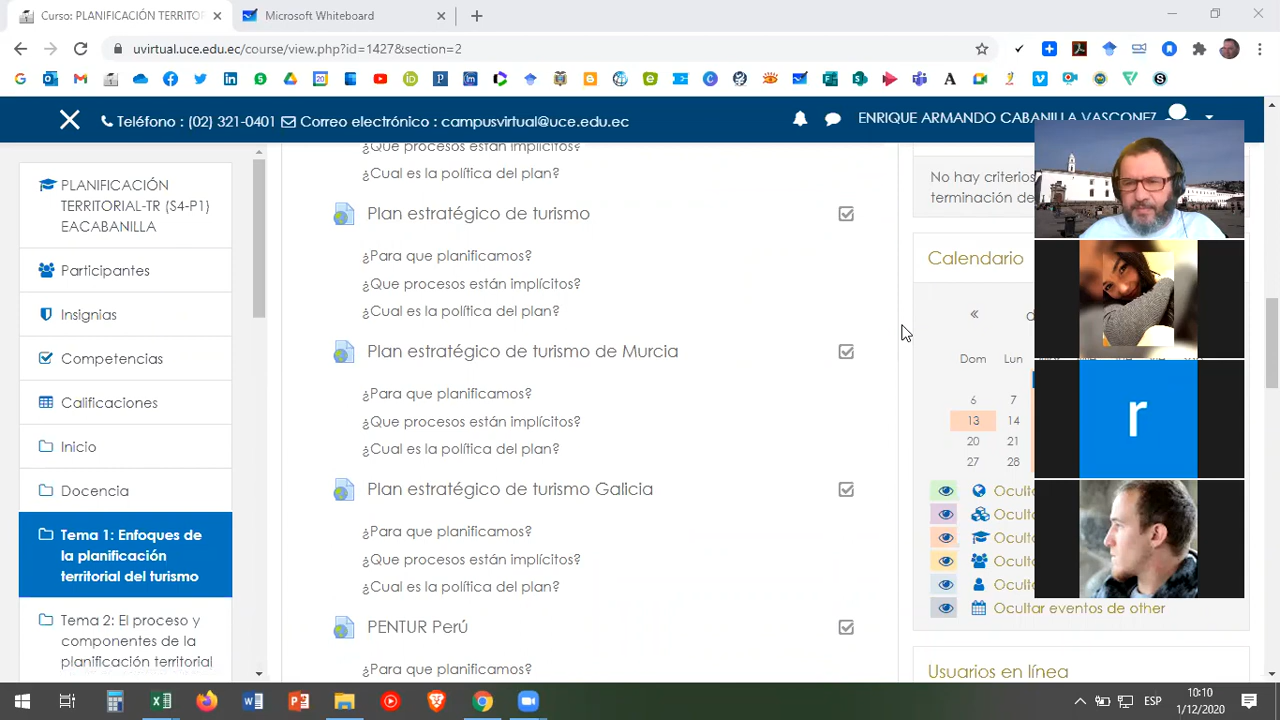 Curso: PLANIFICACIÓN TERRITOR
Microsoft Whiteboard
uvirtual.uce.edu.ec/course/view.php?id=1427&section=2
Teléfono : (02) 321-0401 Correo electrónico : campusvirtual@uce.edu.ec
ENRIQUE ARMANDO CABANILLA VASCONEZ
PLANIFICACIÓN
TERRITORIAL-TR (S4-P1)
EACABANILLA
Participantes
Insignias
Competencias
Calificaciones
Inicio
Docencia
Tema 1: Enfoques de
la planificación
territorial del turismo
Tema 2: El proceso y
componentes de la
planificación territorial
¿Que procesos están implícitos?
¿Cual es la política del plan?
Plan estratégico de turismo
¿Para que planificamos?
¿Que procesos están implícitos?
¿Cual es la política del plan?
Plan estratégico de turismo de Murcia
¿Para que planificamos?
¿Que procesos están implícitos?
¿Cual es la política del plan?
Plan estratégico de turismo Galicia
¿Para que planificamos?
¿Que procesos están implícitos?
¿Cual es la política del plan?
PENTUR Perú
¿Para que planificamos?
No hay criterios
terminación de
Calendario
«
Dom Lun
6 7
13 14
20 21
27 28
Ocultar eventos de other
Usuarios en línea
r
ESP
10:10
1/12/2020